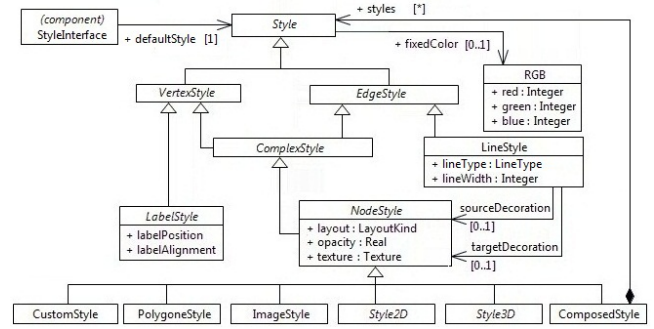 (component)
StyleInterface
+ defaultStyle [1]
Style
+ styles [*]
+ fixedColor [0..1]
RGB
+ red : Integer
+ green : Integer
+ blue : Integer
VertexStyle
EdgeStyle
ComplexStyle
LineStyle
+ lineType : LineType
+ lineWidth : Integer
LabelStyle
+ labelPosition
+ labelAlignment
NodeStyle
+ layout : LayoutKind
+ opacity : Real
+ texture : Texture
sourceDecoration
[0..1]
targetDecoration
[0..1]
CustomStyle
PolygoneStyle
ImageStyle
Style2D
Style3D
ComposedStyle